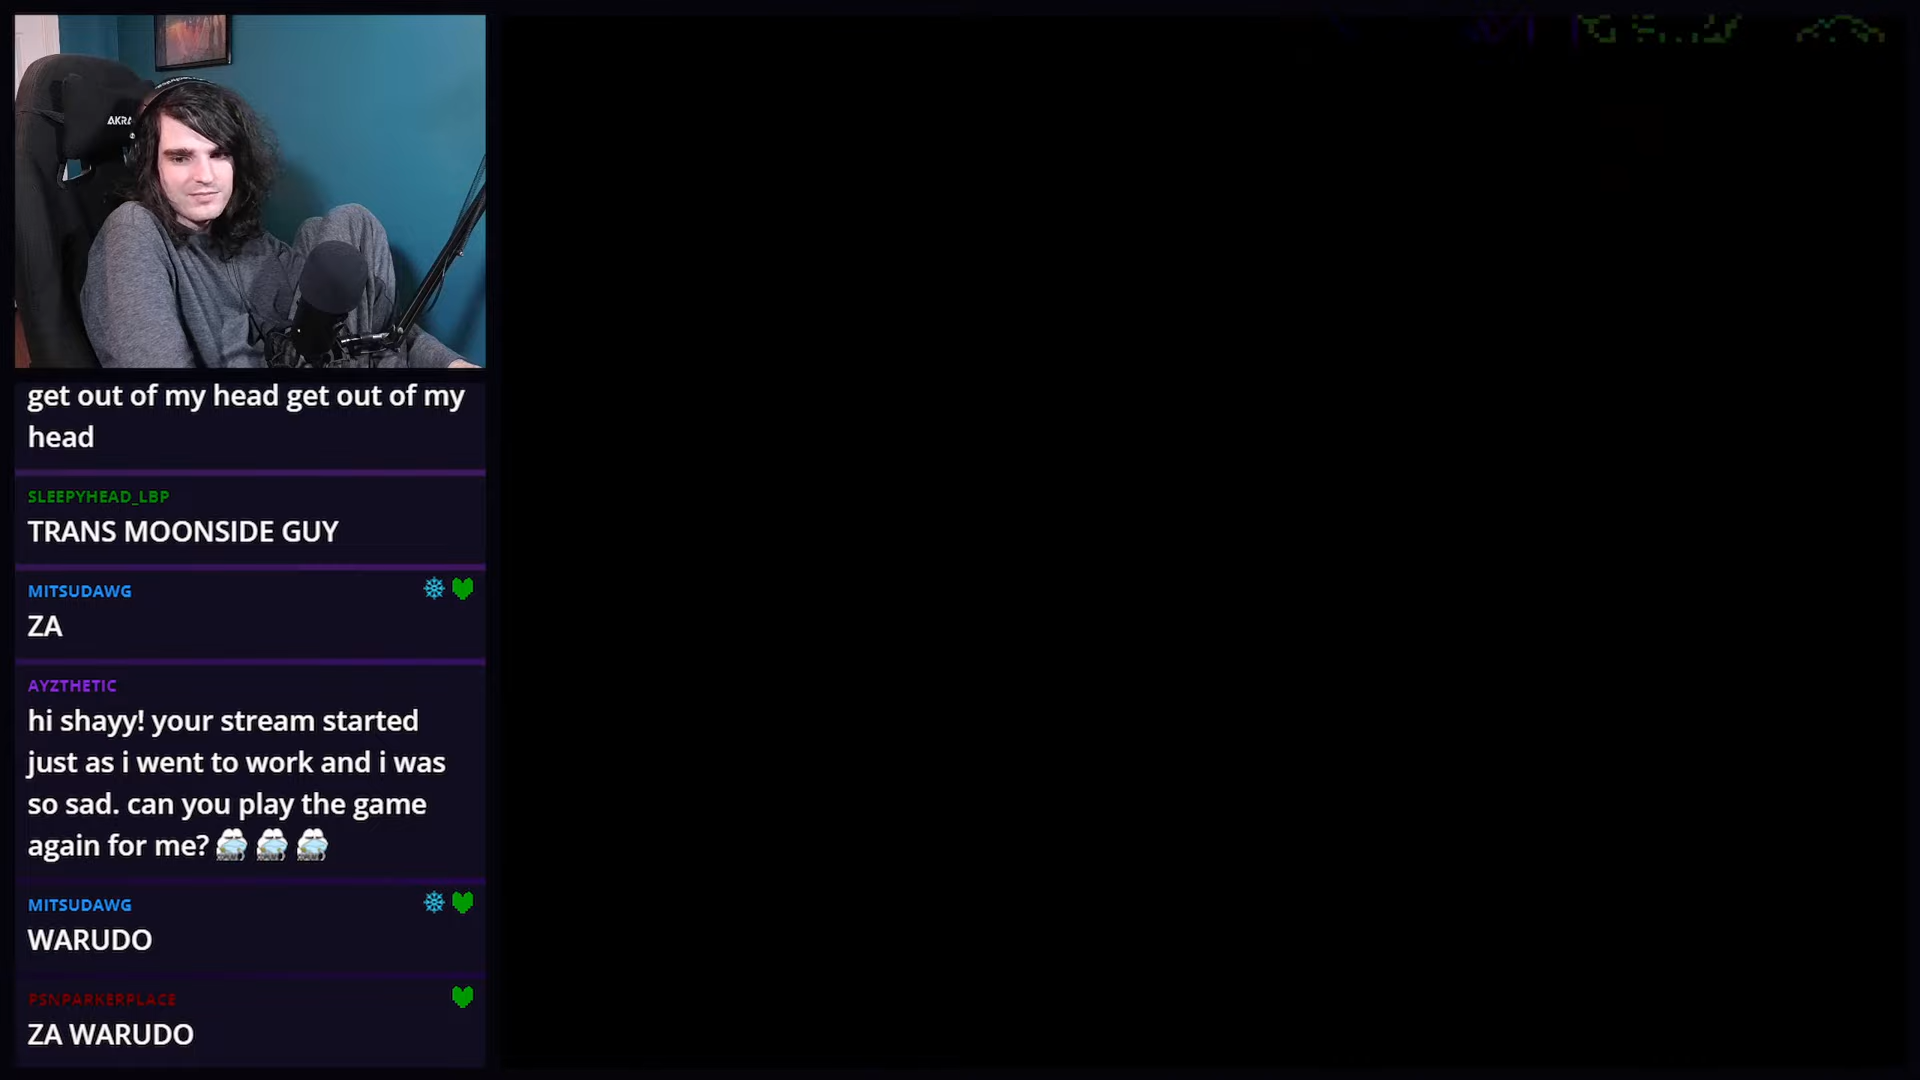 AKRA
get out of my head get out of my
head
SLEEPYHEAD_LBP
TRANS MOONSIDE GUY
MITSUDAWG
ZA
AYZTHETIC
hi shayy! your stream started
just as i went to work and i was
so sad. can you play the game
again for me?
MITSUDAWG
WARUDO
PSNPARKERPLACE
ZA WARUDO